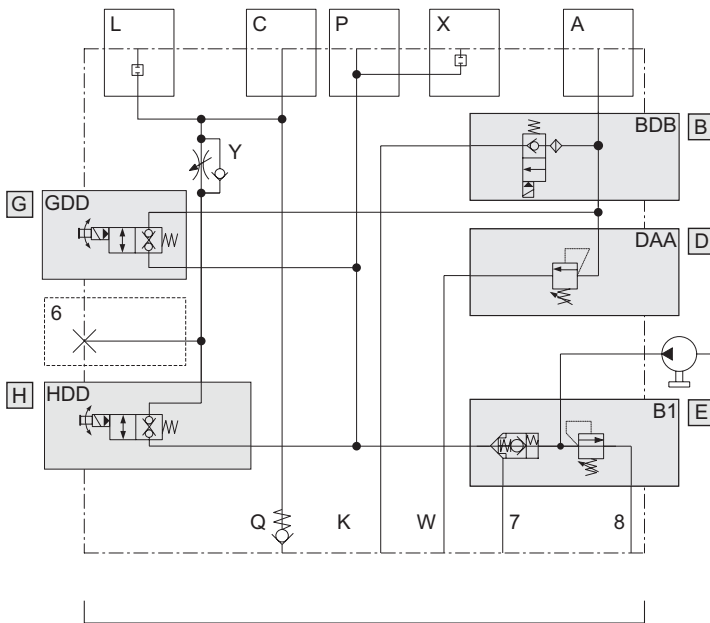 L C P X A
BDB B
Y
G GDD
DAA D
6
H HDD
B1 E
Q K W 7 8